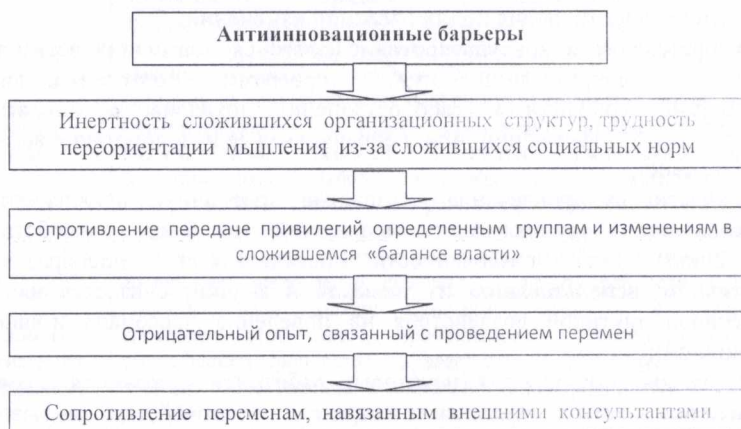 Антиинновационные барьеры
Инертность сложившихся организационных структур, трудность
переориентации мышления из-за сложившихся социальных норм
Сопротивление передаче привилегий определенным группам и изменениям в
сложившемся «балансе власти»
Отрицательный опыт, связанный с проведением перемен
Сопротивление переменам, навязанным внешними консультантами